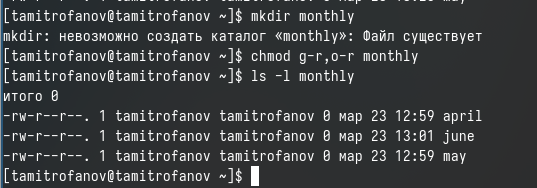 [tamitrofanov@tamitrofanov ~]$ mkdir monthly
mkdir: невозможно создать каталог «monthly»: Файл существует
[tamitrofanov@tamitrofanov ~]$ chmod g-r,o-r monthly
[tamitrofanov@tamitrofanov ~]$ ls -l monthly
итого 0
-rw-r--r--. 1 tamitrofanov tamitrofanov 0 мар 23 12:59 april
-rw-r--r--. 1 tamitrofanov tamitrofanov 0 мар 23 13:01 june
-rw-r--r--. 1 tamitrofanov tamitrofanov 0 мар 23 12:59 may
[tamitrofanov@tamitrofanov ~]$